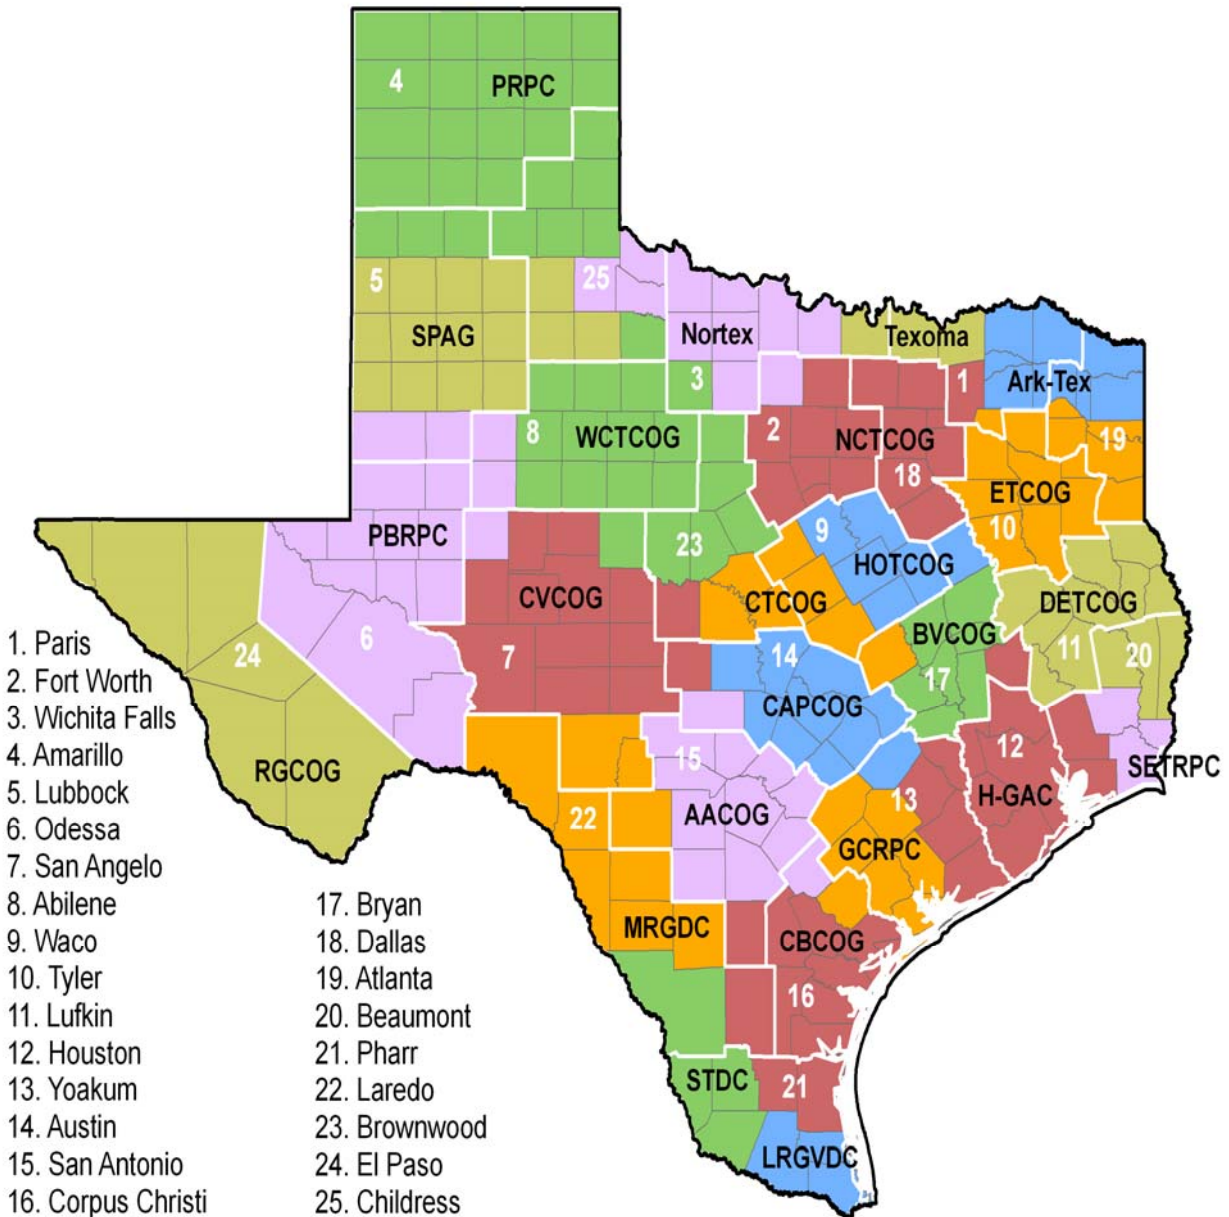 4
PRPC
5
25
SPAG
Nortex
Texoma
3
1
Ark-Tex
8
WCTCOG
2
NCTCOG
19
18
ETCOG
PBRPC
23
9
10
HOTCOG
CVCOG
CTCOG
DETCOG
BVCOG
6
24
7
14
11
20
17
CAPCOG
15
12
RGCOG
SETRPC
H-GAC
13
22
AACOG
GCRPC
MRGDC
CBCOG
16
STDC
21
LRGVDC
1. Paris
2. Fort Worth
3. Wichita Falls
4. Amarillo
5. Lubbock
6. Odessa
7. San Angelo
8. Abilene
9. Waco
10. Tyler
11. Lufkin
12. Houston
13. Yoakum
14. Austin
15. San Antonio
16. Corpus Christi
17. Bryan
18. Dallas
19. Atlanta
20. Beaumont
21. Pharr
22. Laredo
23. Brownwood
24. El Paso
25. Childress